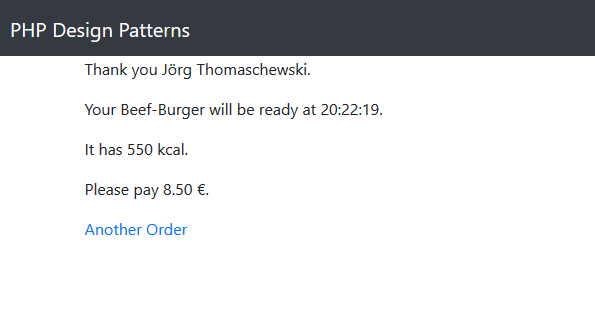 PHP Design Patterns
Thank you Jörg Thomaschewski.
Your Beef-Burger will be ready at 20:22:19.
It has 550 kcal.
Please pay 8.50 €.
Another Order